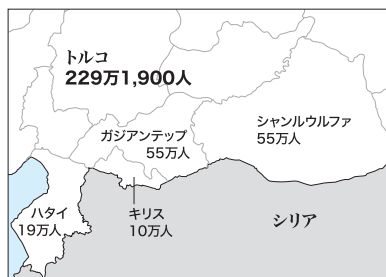 トルコ
229万1,900人
ガジアンテップ
55万人
シャンルウルファ
55万人
ハタイ
19万人
キリス
10万人
シリア